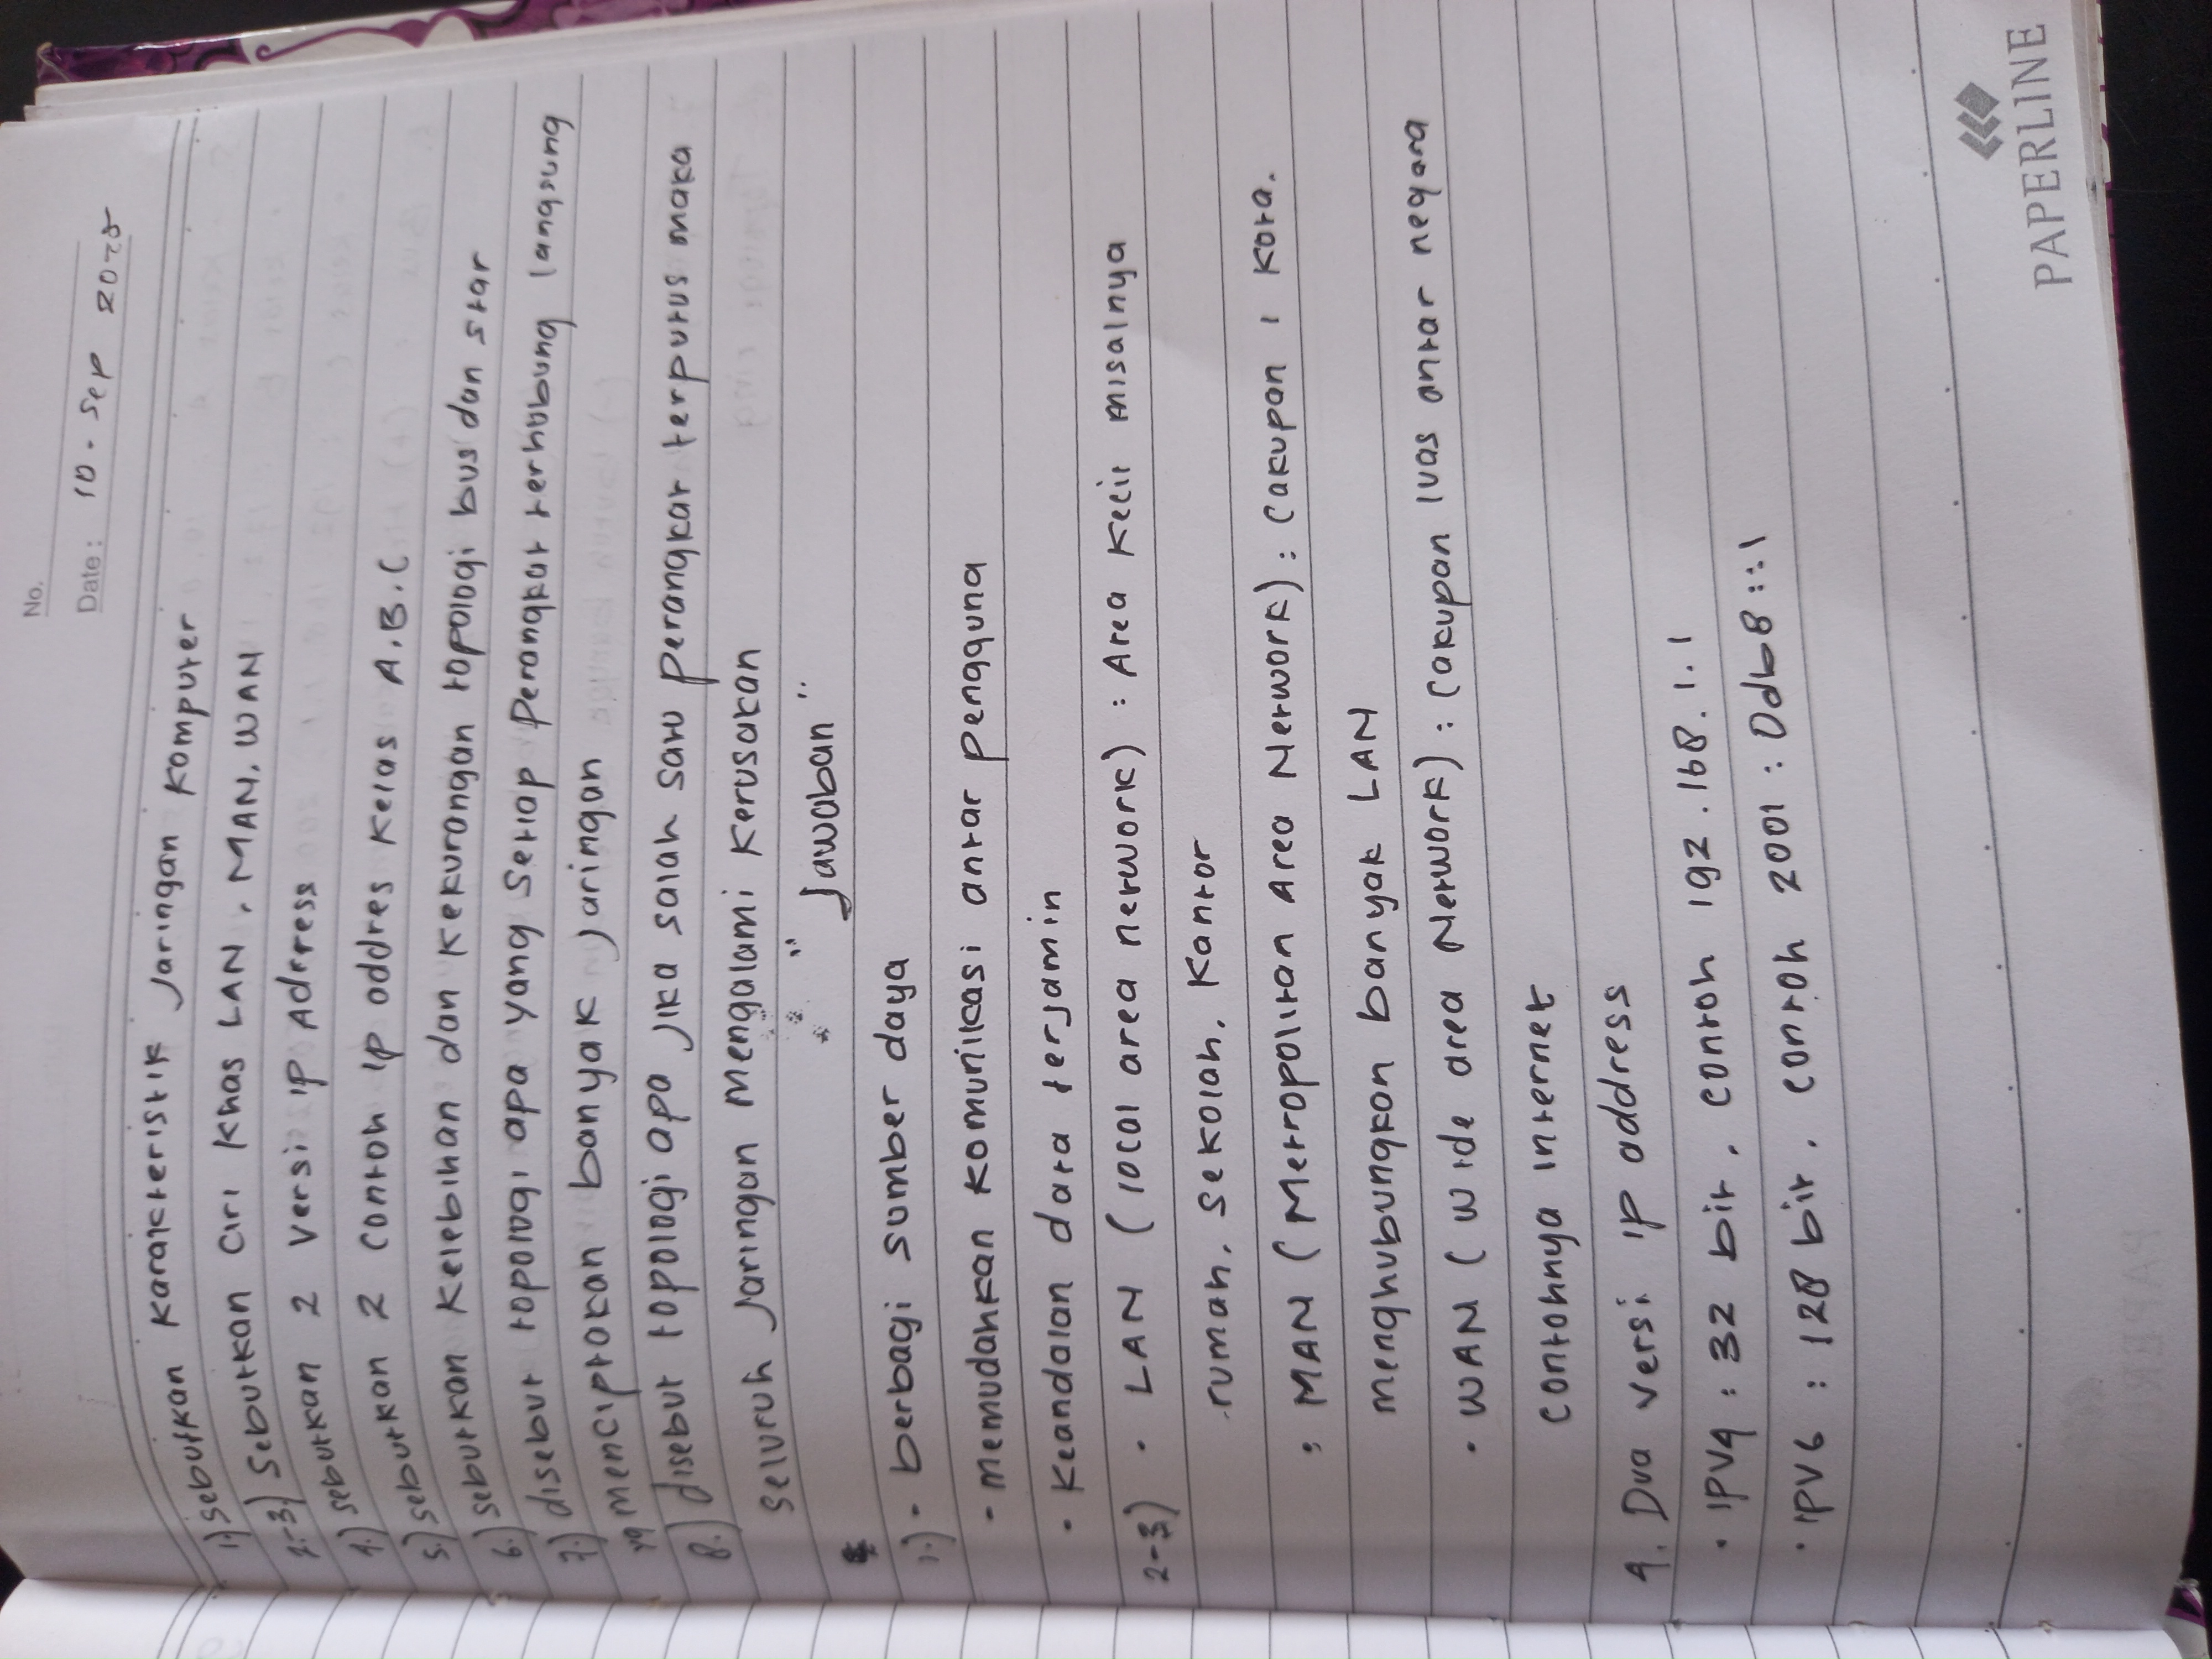 No.
Date : 10 - Sep 2025
1.) sebutkan karakteristik Jaringan Komputer
2.-3.) Sebutkan Ciri Khas LAN, MAN, WAN
4.) sebutkan 2 Versi ip Adrress
5.) sebutkan 2 contoh ip addres Kelas A.B.C
6.) sebutkan Kelebihan dan Kekurangan topologi bus dan star
7.) disebut topologi apa yang setiap Perangkat terhubung langsung
yg menciptakan banyak jaringan
8.) disebut topologi apa jika salah satu perangkat terputus maka
seluruh Jaringan mengalami kerusakan
"Jawaban"
1.) - berbagi sumber daya
- memudahkan komunikasi antar pengguna
- Keandalan data terjamin
2-3) • LAN (local area network) : Area Kecil misalnya
rumah, sekolah, Kantor
• MAN (Metropolitan Area Network) : Cakupan 1 kota.
menghubungkan banyak LAN
• WAN (Wide area Network) : Cakupan luas antar negara
contohnya internet
4. Dua versi ip address
• IPV4 : 32 bit, contoh 192.168.1.1
• IPV6 : 128 bit, contoh 2001 : 0db8 :: 1
PAPERLINE